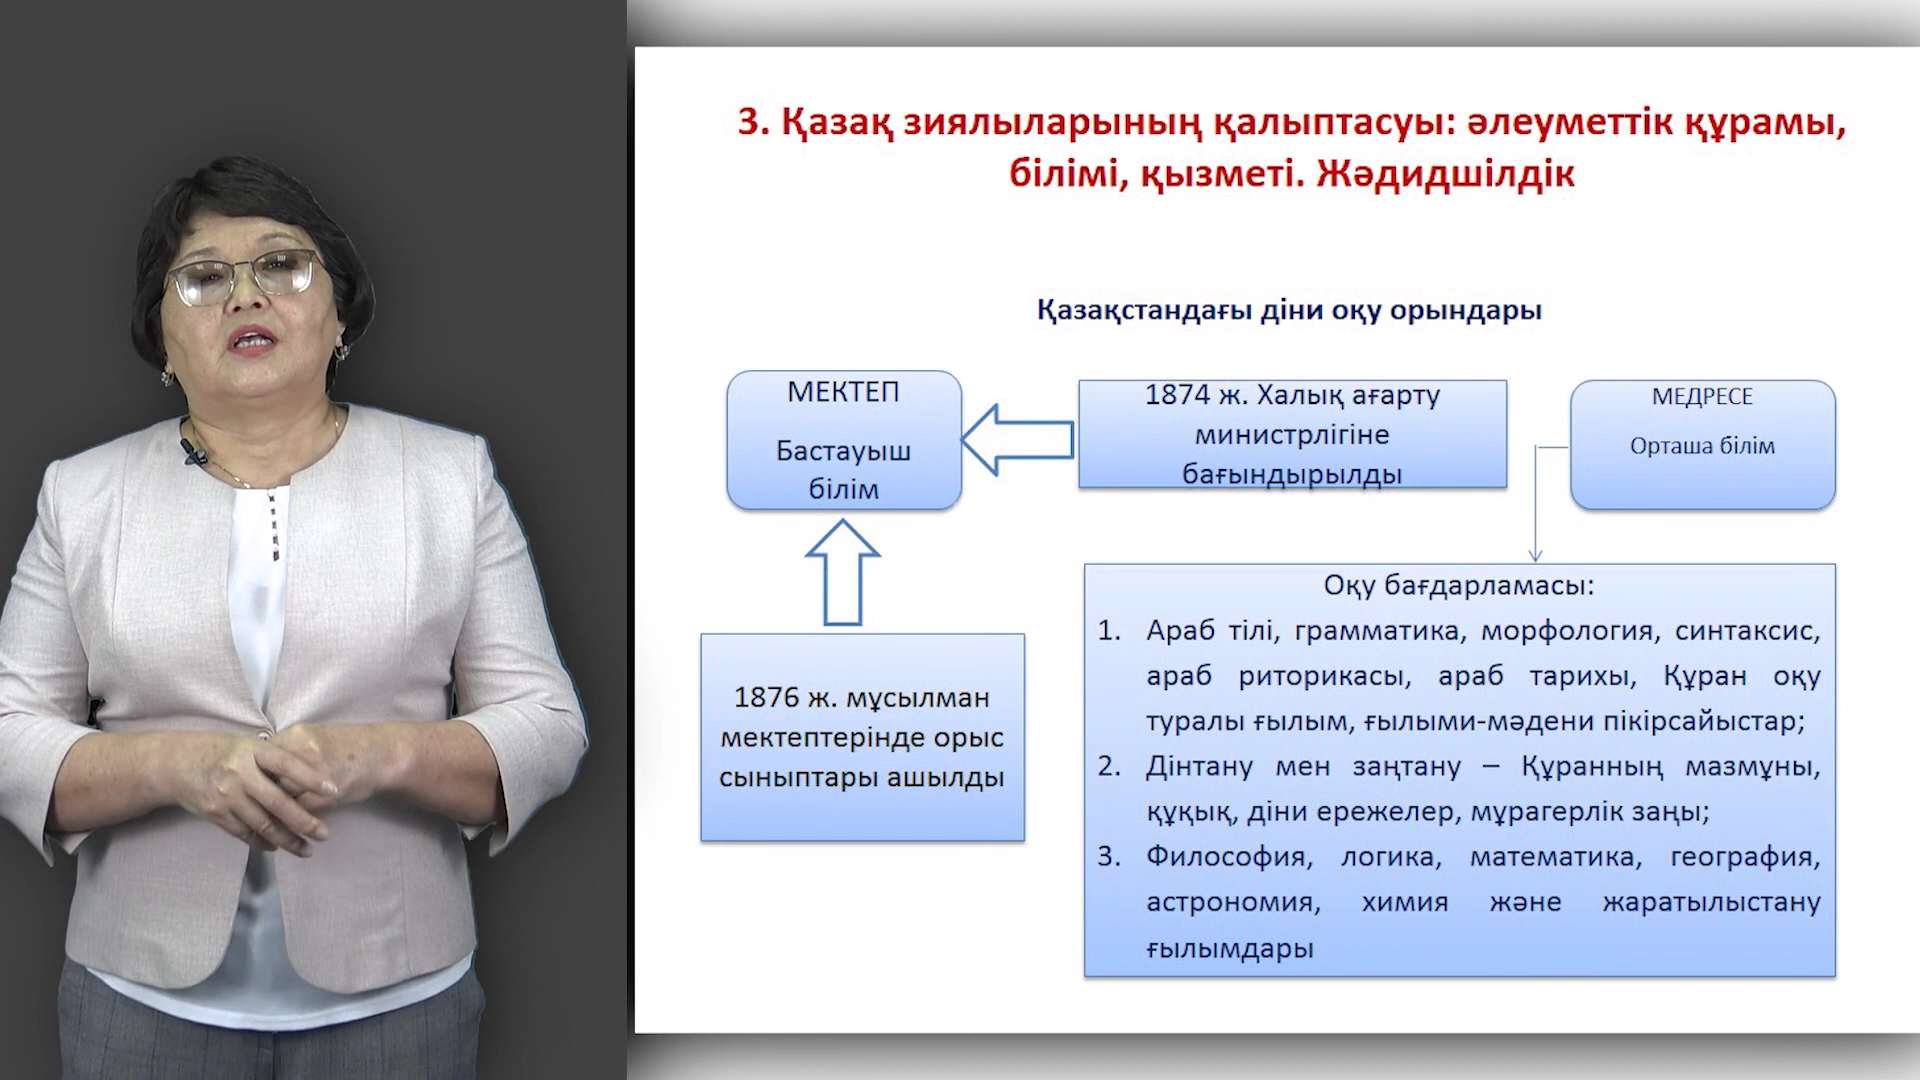 3. Қазақ зиялыларының қалыптасуы: әлеуметтік құрамы,
білімі, қызметі. Жәдидшілдік
Қазақстандағы діни оқу орындары
МЕКТЕП
Бастауыш
білім
1874 ж. Халық ағарту
министрлігіне
бағындырылды
МЕДРЕСЕ
Орташа білім
1876 ж. мұсылман
мектептерінде орыс
сыныптары ашылды
Оқу бағдарламасы:
1. Араб тілі, грамматика, морфология, синтаксис,
араб риторикасы, араб тарихы, Құран оқу
туралы ғылым, ғылыми-мәдени пікірсайыстар;
2. Дінтану мен заңтану – Құранның мазмұны,
құқық, діни ережелер, мұрагерлік заңы;
3. Философия, логика, математика, география,
астрономия, химия және жаратылыстану
ғылымдары